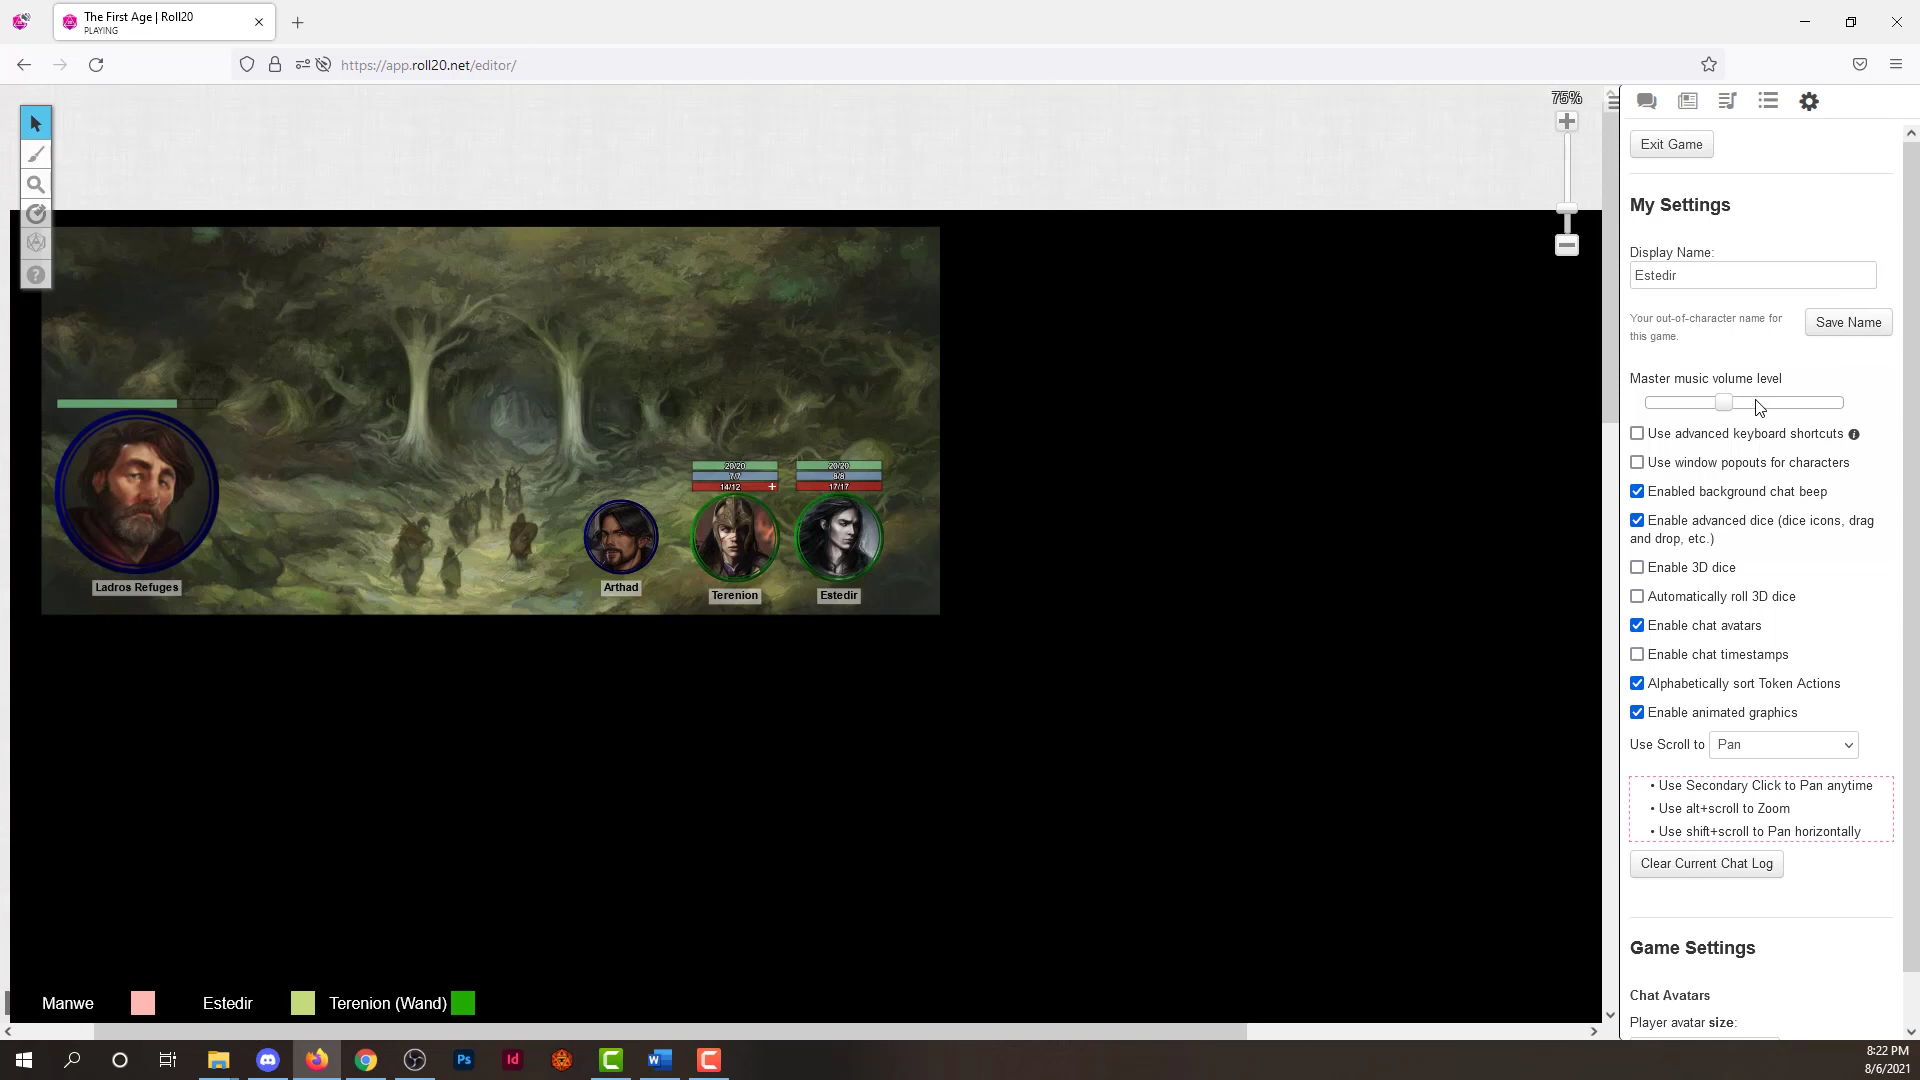 The First Age | Roll20
PLAYING
https://app.roll20.net/editor/
75%
Exit Game
My Settings
Display Name:
Estedir
Your out-of-character name for
this game.
Save Name
Master music volume level
Use advanced keyboard shortcuts
Use window popouts for characters
Enabled background chat beep
Enable advanced dice (dice icons, drag
and drop, etc.)
Enable 3D dice
Automatically roll 3D dice
Enable chat avatars
Enable chat timestamps
Alphabetically sort Token Actions
Enable animated graphics
Use Scroll to
Pan
• Use Secondary Click to Pan anytime
• Use alt+scroll to Zoom
• Use shift+scroll to Pan horizontally
Clear Current Chat Log
Game Settings
Chat Avatars
Player avatar size:
20/20
7/7
14/12
20/20
8/8
17/17
Ladros Refuges
Arthad
Terenion
Estedir
Manwe
Estedir
Terenion (Wand)
Ps
Id
8:22 PM
8/6/2021